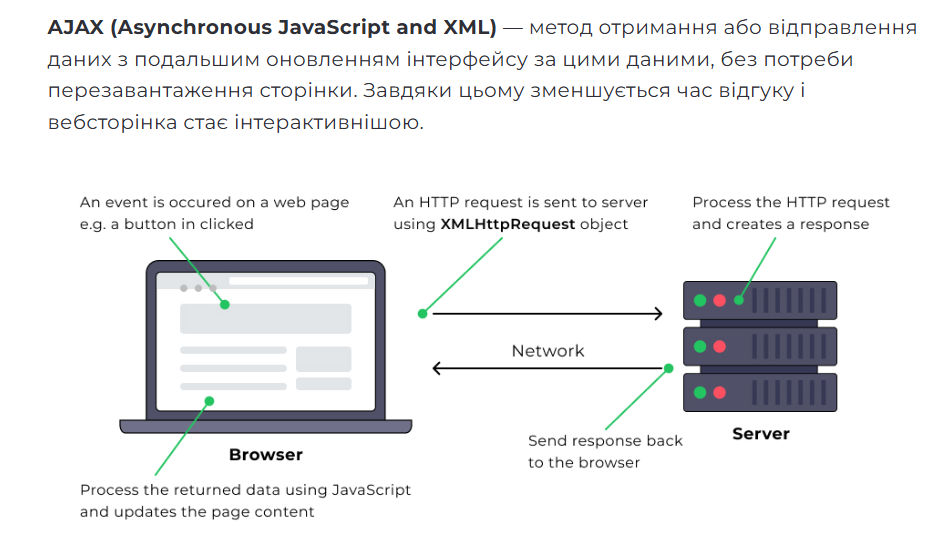 AJAX (Asynchronous JavaScript and XML) — метод отримання або відправлення
даних з подальшим оновленням інтерфейсу за цими даними, без потреби
перезавантаження сторінки. Завдяки цьому зменшується час відгуку і
вебсторінка стає інтерактивнішою.
An event is occured on a web page
e.g. a button in clicked
An HTTP request is sent to server
using XMLHttpRequest object
Process the HTTP request
and creates a response
Network
Send response back
to the browser
Server
Browser
Process the returned data using JavaScript
and updates the page content